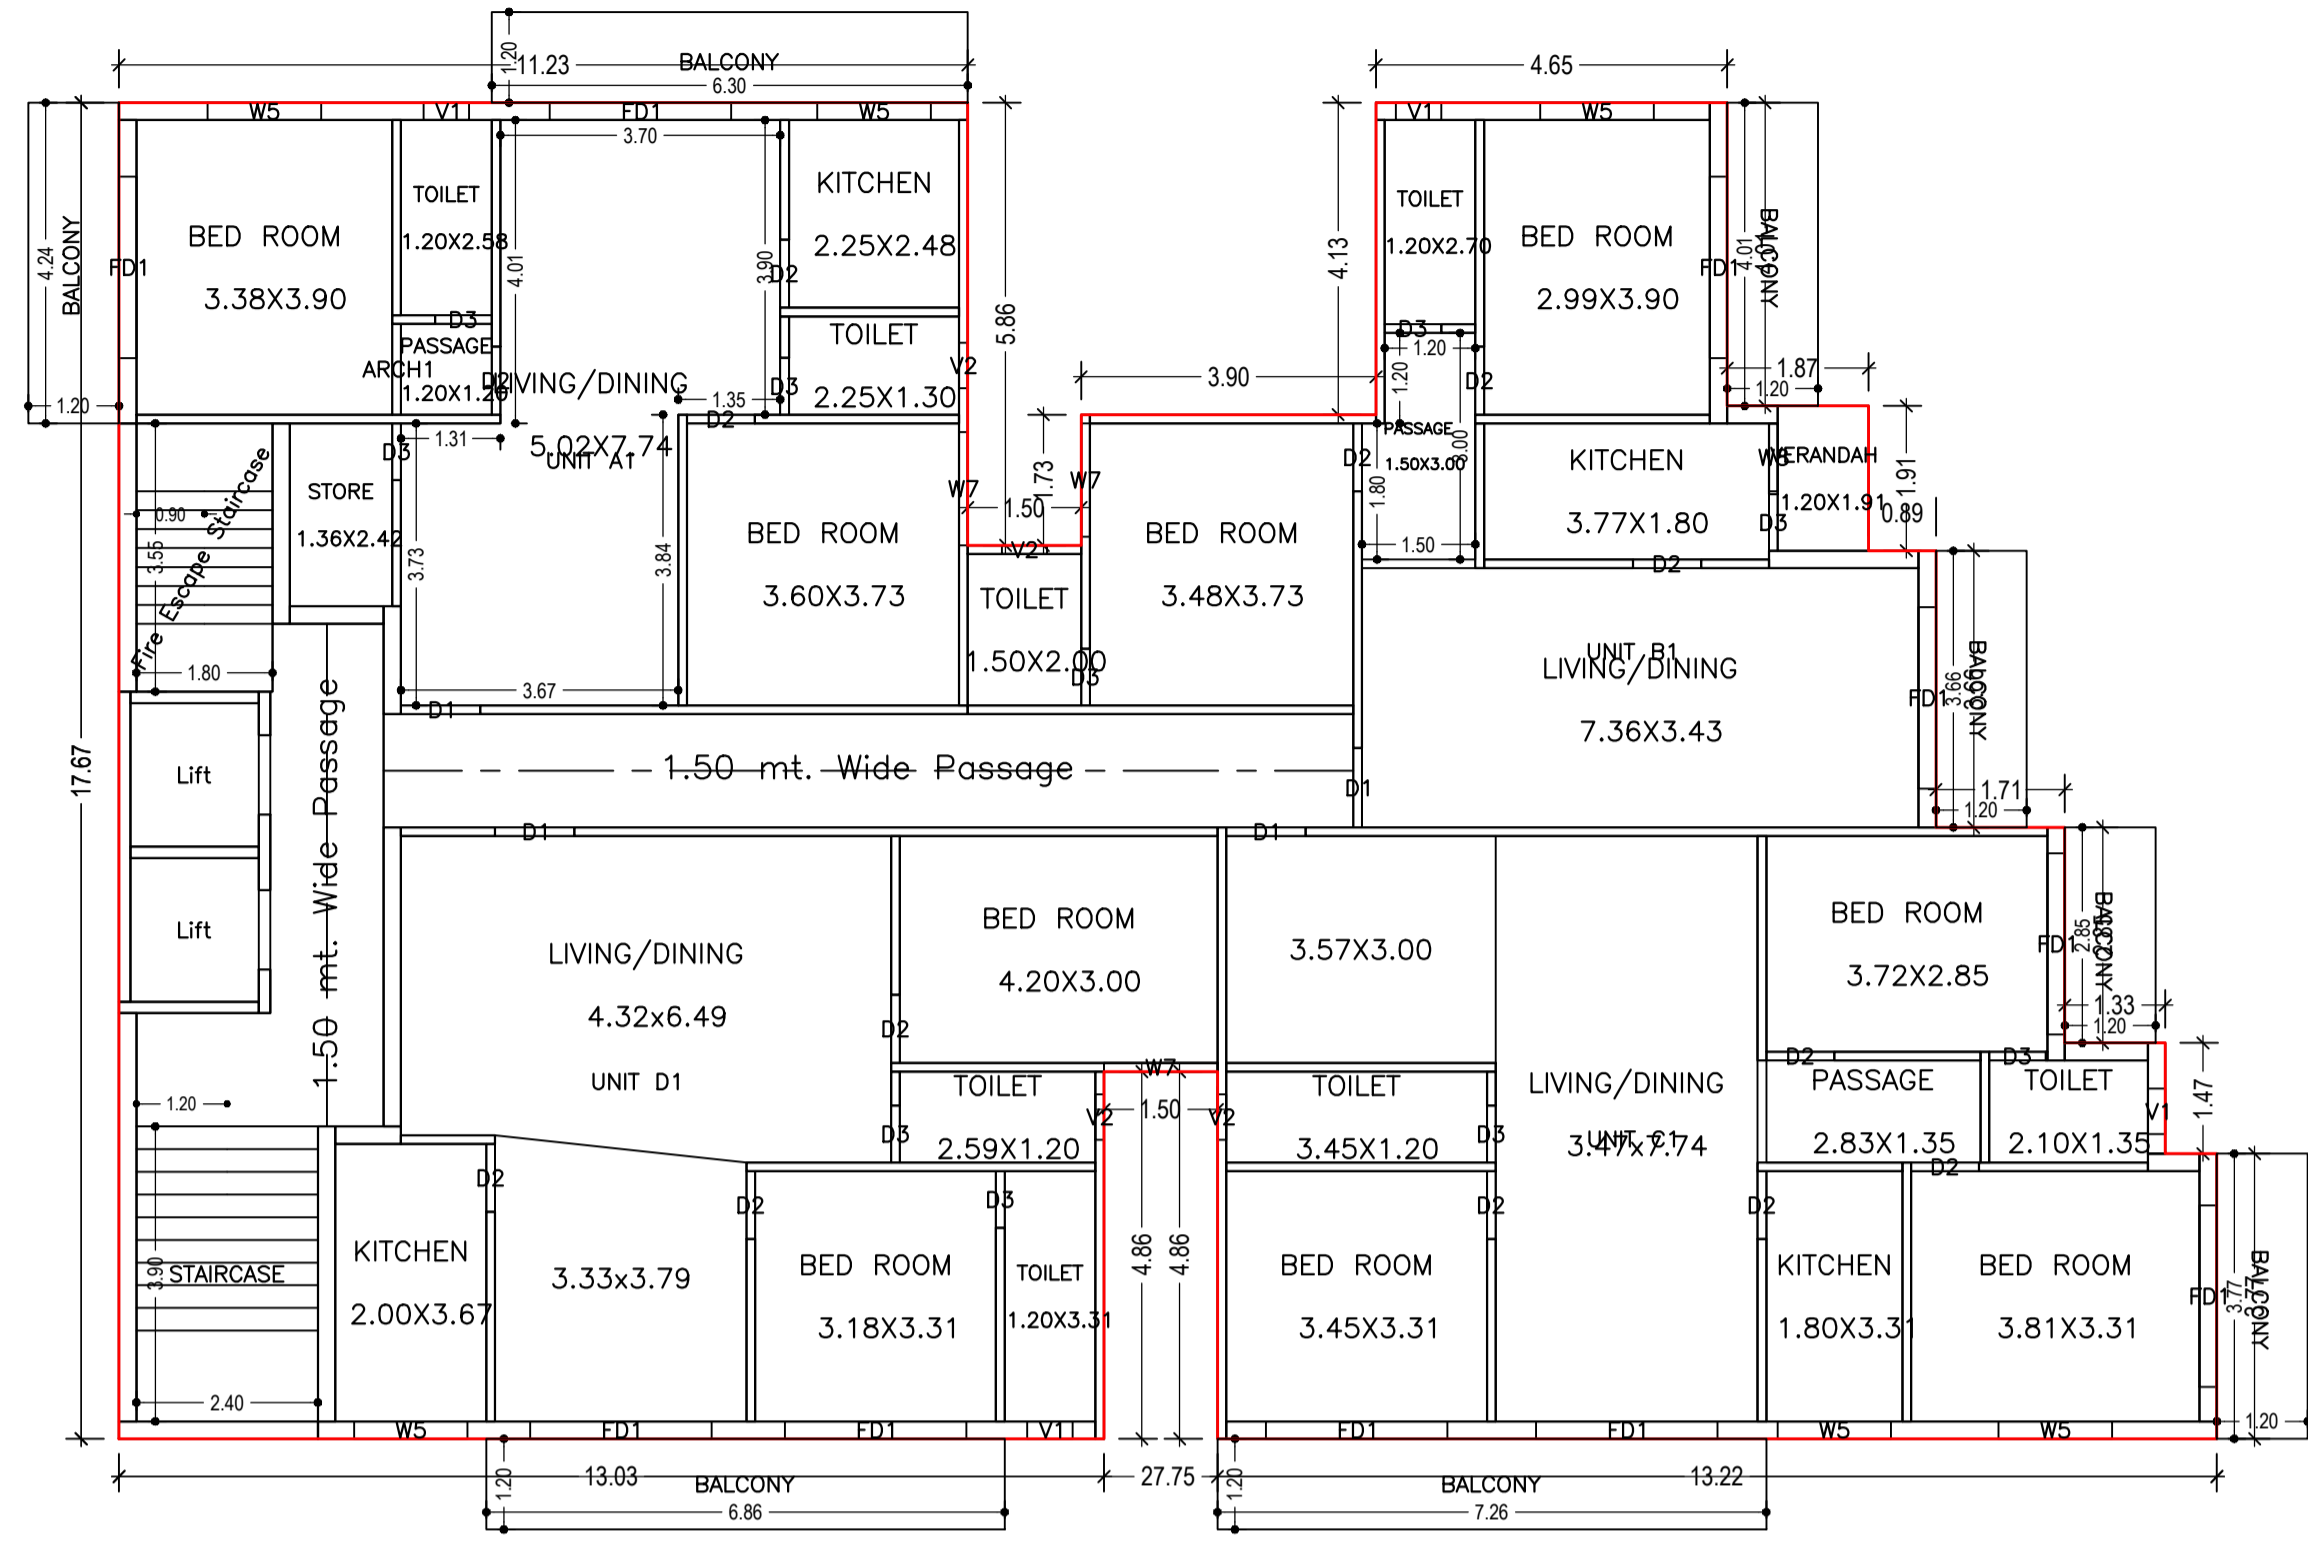 1.20
11.23
BALCONY
6.30
4.65
W5
V1
FD1
W5
V1
W5
3.70
4.24
BALCONY
FD1
BED ROOM
3.38X3.90
TOILET
1.20X2.58
D3
PASSAGE
ARCH1
1.20X1.20
D2
4.01
3.90
D2
KITCHEN
2.25X2.48
TOILET
2.25X1.30
D3
V2
5.86
4.13
TOILET
1.20X2.70
BED ROOM
2.99X3.90
FD1
4.01
BALCONY
4.01
D3
1.20
1.20
D2
1.87
1.20
3.90
1.20
1.31
1.35
D2
LIVING/DINING
5.02X7.74
UNIT A1
D3
STORE
1.36X2.42
Fire Escape Staircase
0.90
3.55
1.80
3.73
3.84
3.67
BED ROOM
3.60X3.73
W7
1.50
1.73
W7
V2
TOILET
1.50X2.00
D3
BED ROOM
3.48X3.73
D2
PASSAGE
1.50X3.00
3.00
1.80
1.50
KITCHEN
3.77X1.80
W5
D3
D2
VERANDAH
1.20X1.91
1.91
0.89
UNIT B1
LIVING/DINING
7.36X3.43
FD1
3.66
3.66
BALCONY
1.71
1.20
D1
17.67
Lift
Lift
1.50 mt. Wide Passage
1.50 mt. Wide Passage
D1
D1
D1
LIVING/DINING
4.32x6.49
UNIT D1
BED ROOM
4.20X3.00
D2
3.57X3.00
BED ROOM
3.72X2.85
FD1
2.85
BALCONY
1.33
1.20
W7
TOILET
2.59X1.20
D3
V2
1.50
V2
TOILET
3.45X1.20
D3
LIVING/DINING
3.47x7.74
UNIT C1
D2
D3
PASSAGE
2.83X1.35
TOILET
2.10X1.35
V1
1.47
D2
1.20
3.90
STAIRCASE
2.40
KITCHEN
2.00X3.67
D2
3.33x3.79
D2
BED ROOM
3.18X3.31
D3
TOILET
1.20X3.31
4.86
4.86
BED ROOM
3.45X3.31
D2
D2
KITCHEN
1.80X3.31
BED ROOM
3.81X3.31
FD1
3.77
3.77
BALCONY
1.20
W5
FD1
FD1
V1
FD1
FD1
W5
W5
1.20
13.03
BALCONY
6.86
27.75
1.20
BALCONY
7.26
13.22